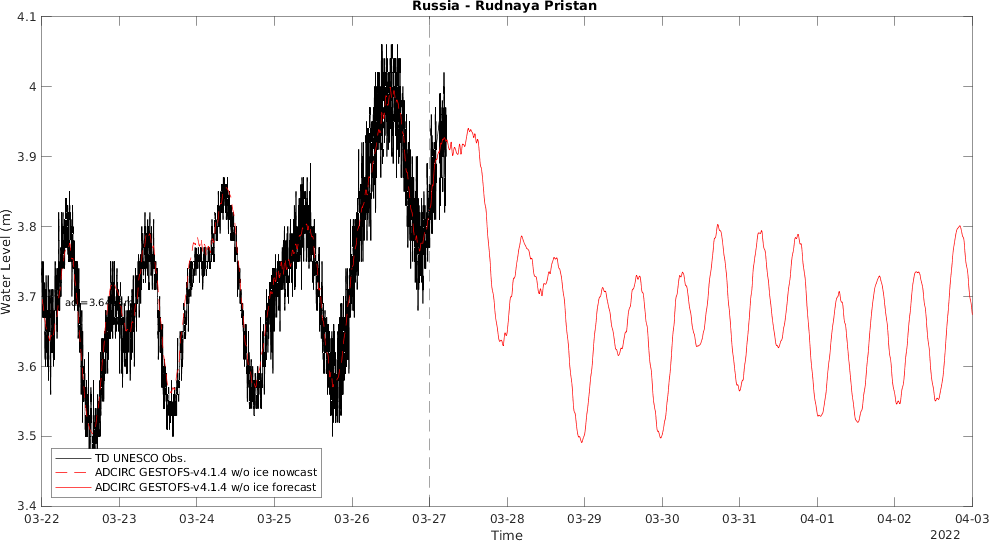 Russia - Rudnaya Pristan
Water Level (m)
4.1
4
3.9
3.8
3.7
3.6
3.5
3.4
TD UNESCO Obs.
ADCIRC GESTOFS-v4.1.4 w/o ice nowcast
ADCIRC GESTOFS-v4.1.4 w/o ice forecast
03-22 03-23 03-24 03-25 03-26 03-27 03-28 03-29 03-30 03-31 04-01 04-02 04-03
Time
2022